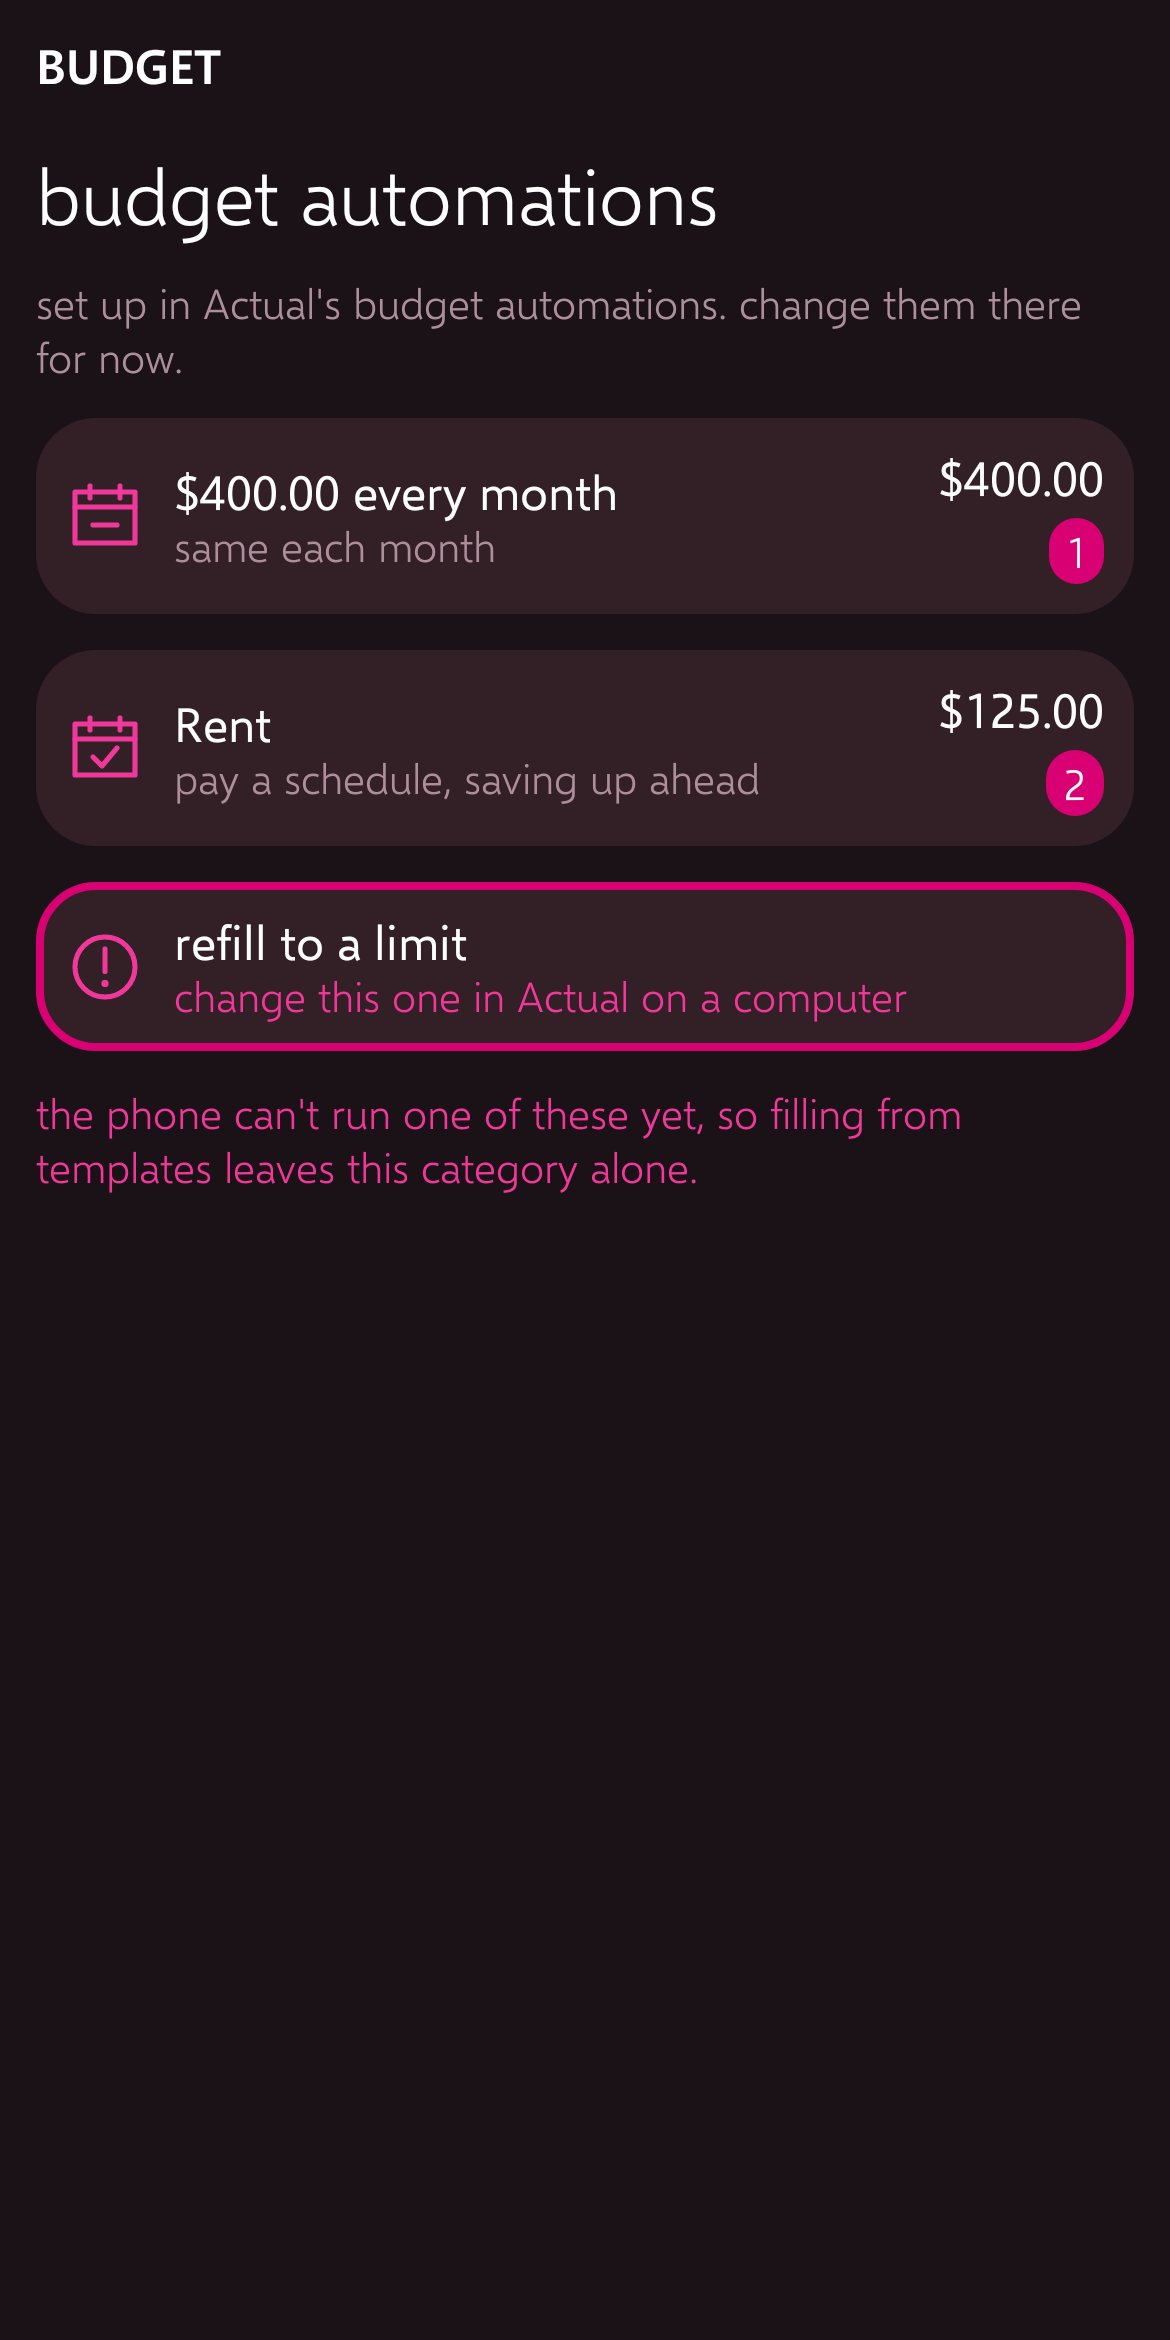 BUDGET
budget automations
set up in Actual's budget automations. change them there
for now.
$400.00 every month
same each month
$400.00
1
Rent
pay a schedule, saving up ahead
$125.00
2
refill to a limit
change this one in Actual on a computer
the phone can't run one of these yet, so filling from
templates leaves this category alone.